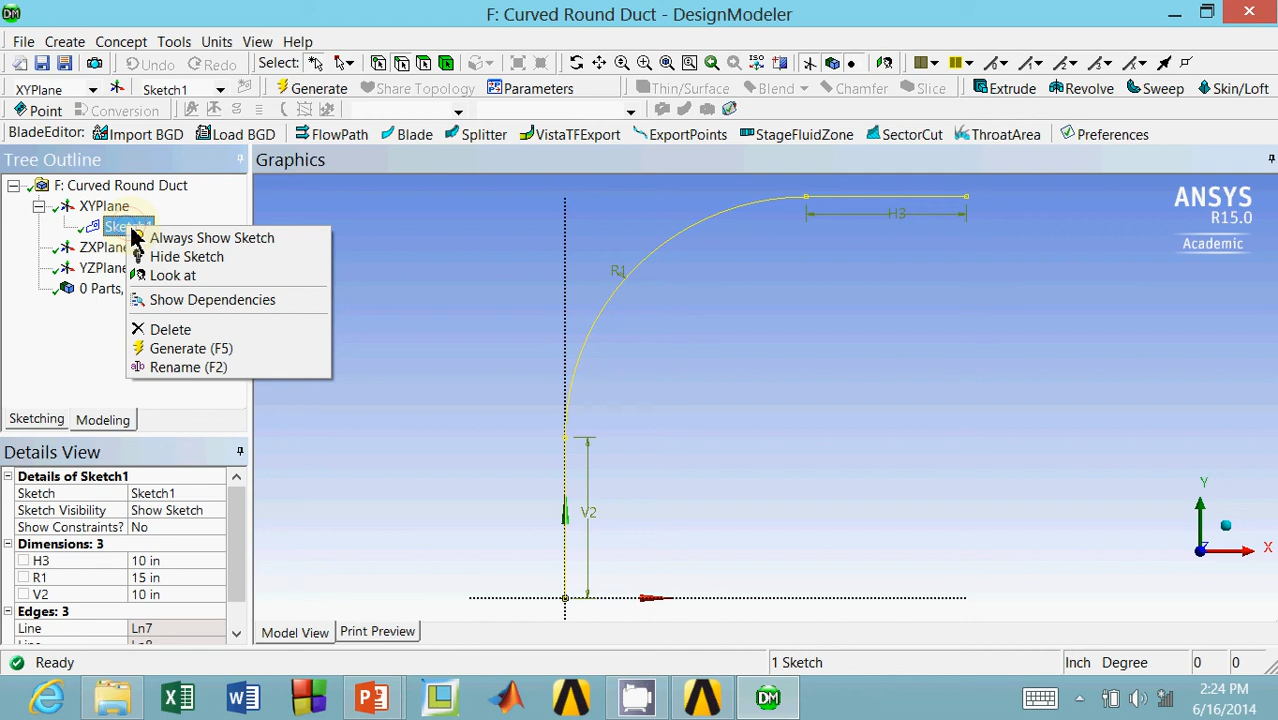 F: Curved Round Duct - DesignModeler
File Create Concept Tools Units View Help
Undo Redo Select: ISO
XYPlane Sketch1 Generate Share Topology Parameters Thin/Surface Blend Chamfer Slice Extrude Revolve Sweep Skin/Loft
Point Conversion
BladeEditor: Import BGD Load BGD FlowPath Blade Splitter VistaTFExport ExportPoints StageFluidZone SectorCut ThroatArea Preferences
Tree Outline
Graphics
F: Curved Round Duct
XYPlane
Sketch1
ZXPlane
YZPlane
0 Parts,
Always Show Sketch
Hide Sketch
Look at
Show Dependencies
Delete
Generate (F5)
Rename (F2)
Sketching Modeling
Details View
Details of Sketch1
Sketch Sketch1
Sketch Visibility Show Sketch
Show Constraints? No
Dimensions: 3
H3 10 in
R1 15 in
V2 10 in
Edges: 3
Line Ln7
Line Ln8
H3
R1
V2
ANSYS
R15.0
Academic
Y
Z
X
Model View Print Preview
Ready
1 Sketch
Inch Degree 0 0
2:24 PM
6/16/2014